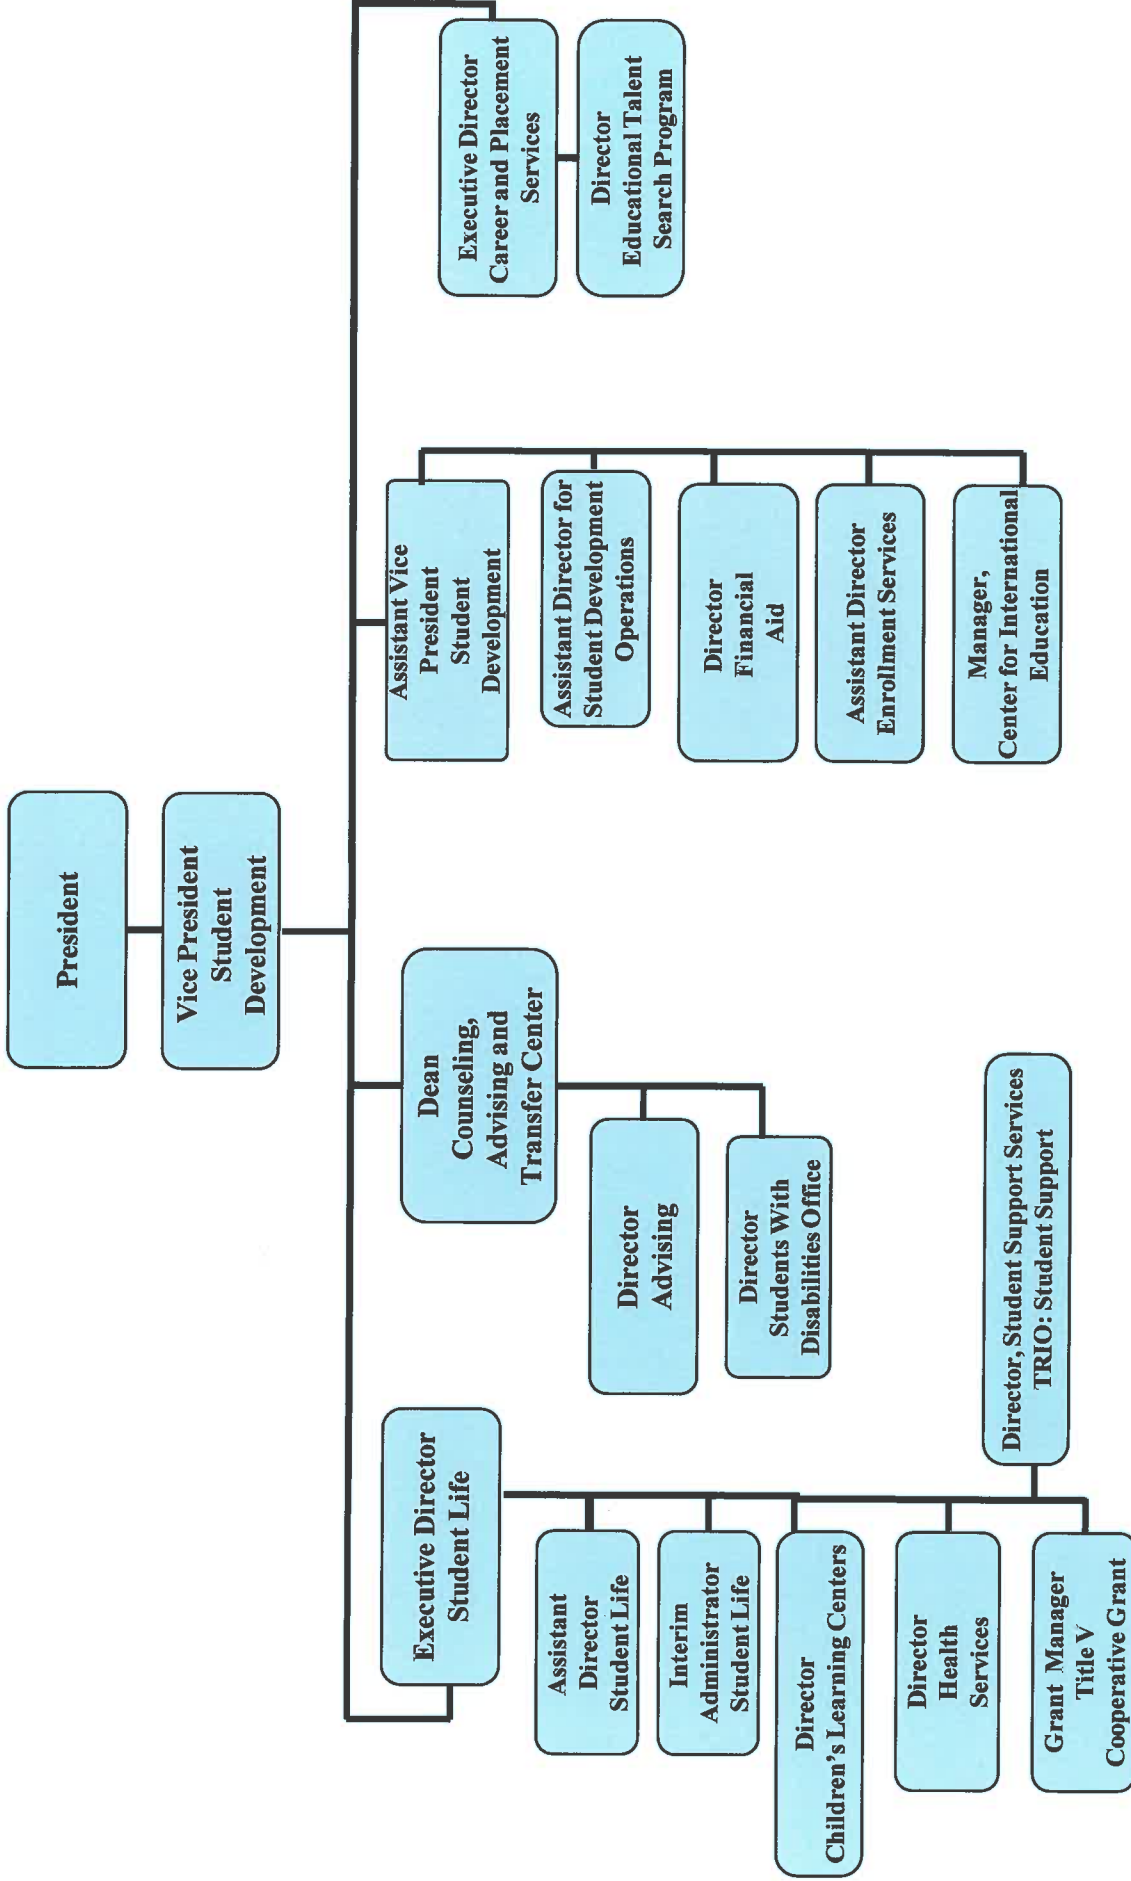 President
Vice President
Student
Development
Executive Director
Student Life
Assistant
Director
Student Life
Interim
Administrator
Student Life
Director
Children's Learning Centers
Director
Health
Services
Grant Manager
Title V
Cooperative Grant
Director, Student Support Services
TRIO: Student Support
Dean
Counseling,
Advising and
Transfer Center
Director
Advising
Director
Students With
Disabilities Office
Assistant Vice
President
Student
Development
Assistant Director for
Student Development
Operations
Director
Financial
Aid
Assistant Director
Enrollment Services
Manager,
Center for International
Education
Executive Director
Career and Placement
Services
Director
Educational Talent
Search Program